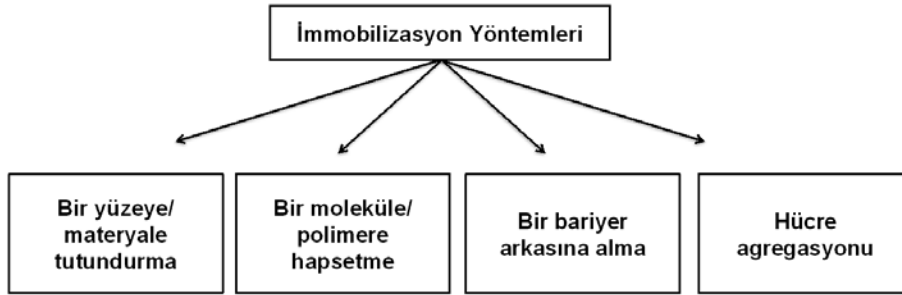 İmmobilizasyon Yöntemleri
Bir yüzeye/
materyale
tutundurma
Bir moleküle/
polimere
hapsetme
Bir bariyer
arkasına alma
Hücre
agregasyonu